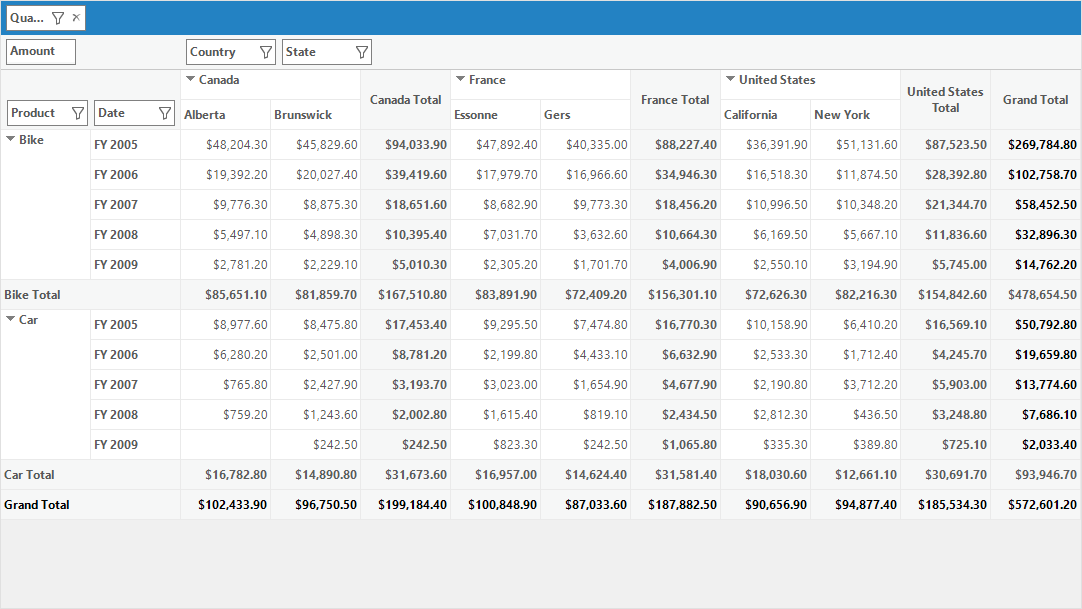 Qua...
Amount Country State
Canada France United States
Canada Total France Total United States Total Grand Total
Product Date Alberta Brunswick Essonne Gers California New York
Bike FY 2005 $48,204.30 $45,829.60 $94,033.90 $47,892.40 $40,335.00 $88,227.40 $36,391.90 $51,131.60 $87,523.50 $269,784.80
FY 2006 $19,392.20 $20,027.40 $39,419.60 $17,979.70 $16,966.60 $34,946.30 $16,518.30 $11,874.50 $28,392.80 $102,758.70
FY 2007 $9,776.30 $8,875.30 $18,651.60 $8,682.90 $9,773.30 $18,456.20 $10,996.50 $10,348.20 $21,344.70 $58,452.50
FY 2008 $5,497.10 $4,898.30 $10,395.40 $7,031.70 $3,632.60 $10,664.30 $6,169.50 $5,667.10 $11,836.60 $32,896.30
FY 2009 $2,781.20 $2,229.10 $5,010.30 $2,305.20 $1,701.70 $4,006.90 $2,550.10 $3,194.90 $5,745.00 $14,762.20
Bike Total $85,651.10 $81,859.70 $167,510.80 $83,891.90 $72,409.20 $156,301.10 $72,626.30 $82,216.30 $154,842.60 $478,654.50
Car FY 2005 $8,977.60 $8,475.80 $17,453.40 $9,295.50 $7,474.80 $16,770.30 $10,158.90 $6,410.20 $16,569.10 $50,792.80
FY 2006 $6,280.20 $2,501.00 $8,781.20 $2,199.80 $4,433.10 $6,632.90 $2,533.30 $1,712.40 $4,245.70 $19,659.80
FY 2007 $765.80 $2,427.90 $3,193.70 $3,023.00 $1,654.90 $4,677.90 $2,190.80 $3,712.20 $5,903.00 $13,774.60
FY 2008 $759.20 $1,243.60 $2,002.80 $1,615.40 $819.10 $2,434.50 $2,812.30 $436.50 $3,248.80 $7,686.10
FY 2009 $242.50 $242.50 $823.30 $242.50 $1,065.80 $335.30 $389.80 $725.10 $2,033.40
Car Total $16,782.80 $14,890.80 $31,673.60 $16,957.00 $14,624.40 $31,581.40 $18,030.60 $12,661.10 $30,691.70 $93,946.70
Grand Total $102,433.90 $96,750.50 $199,184.40 $100,848.90 $87,033.60 $187,882.50 $90,656.90 $94,877.40 $185,534.30 $572,601.20